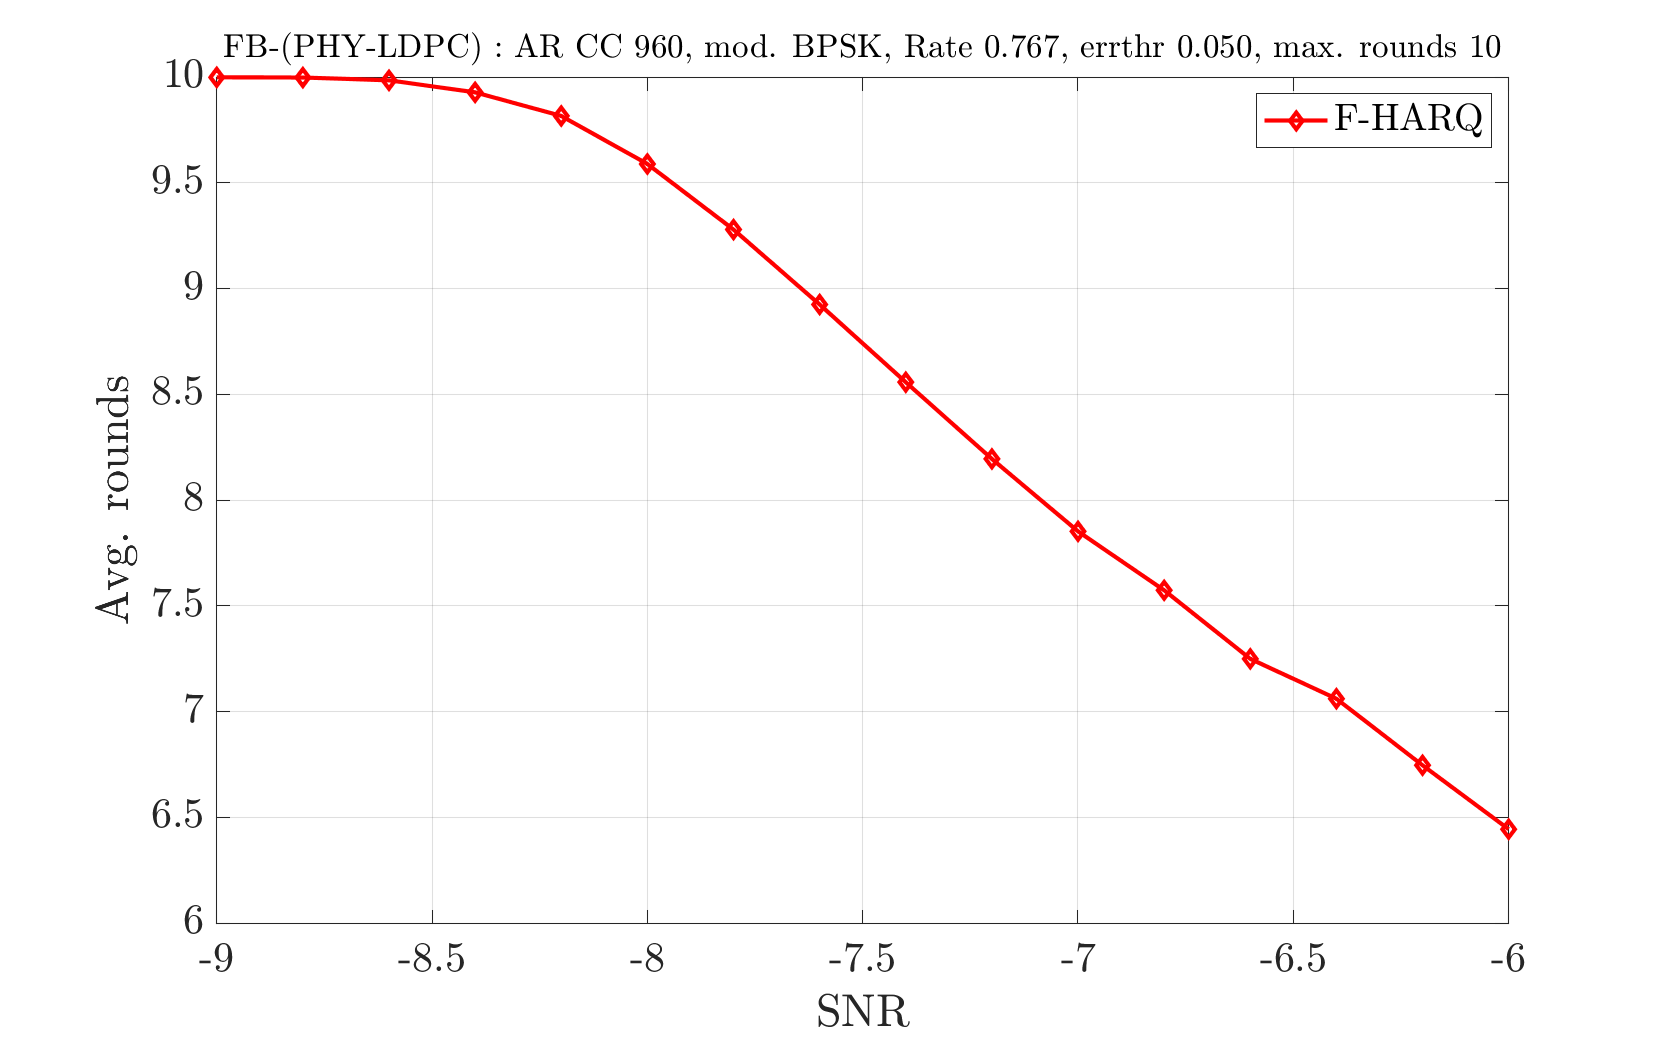 FB-(PHY-LDPC) : AR CC 960, mod. BPSK, Rate 0.767, errthr 0.050, max. rounds 10
F-HARQ
10
9.5
9
8.5
8
7.5
7
6.5
6
Avg. rounds
-9 -8.5 -8 -7.5 -7 -6.5 -6
SNR